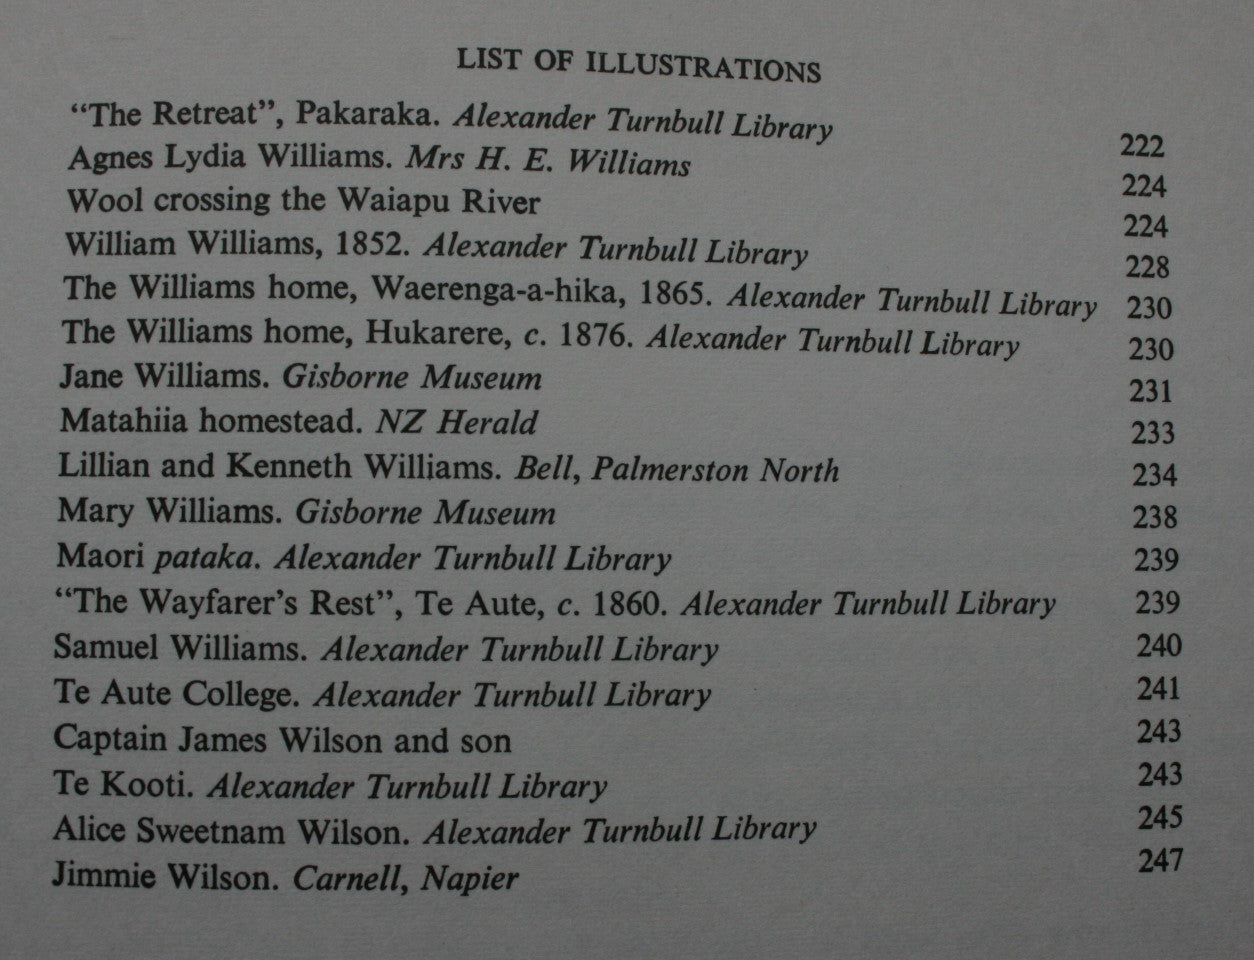 LIST OF ILLUSTRATIONS
“The Retreat”, Pakaraka. Alexander Turnbull Library 222
Agnes Lydia Williams. Mrs H. E. Williams 224
Wool crossing the Waiapu River 224
William Williams, 1852. Alexander Turnbull Library 228
The Williams home, Waerenga-a-hika, 1865. Alexander Turnbull Library 230
The Williams home, Hukarere, c. 1876. Alexander Turnbull Library 230
Jane Williams. Gisborne Museum 231
Matahiia homestead. NZ Herald 233
Lillian and Kenneth Williams. Bell, Palmerston North 234
Mary Williams. Gisborne Museum 238
Maori pataka. Alexander Turnbull Library 239
“The Wayfarer’s Rest”, Te Aute, c. 1860. Alexander Turnbull Library 239
Samuel Williams. Alexander Turnbull Library 240
Te Aute College. Alexander Turnbull Library 241
Captain James Wilson and son 243
Te Kooti. Alexander Turnbull Library 243
Alice Sweetnam Wilson. Alexander Turnbull Library 245
Jimmie Wilson. Carnell, Napier 247